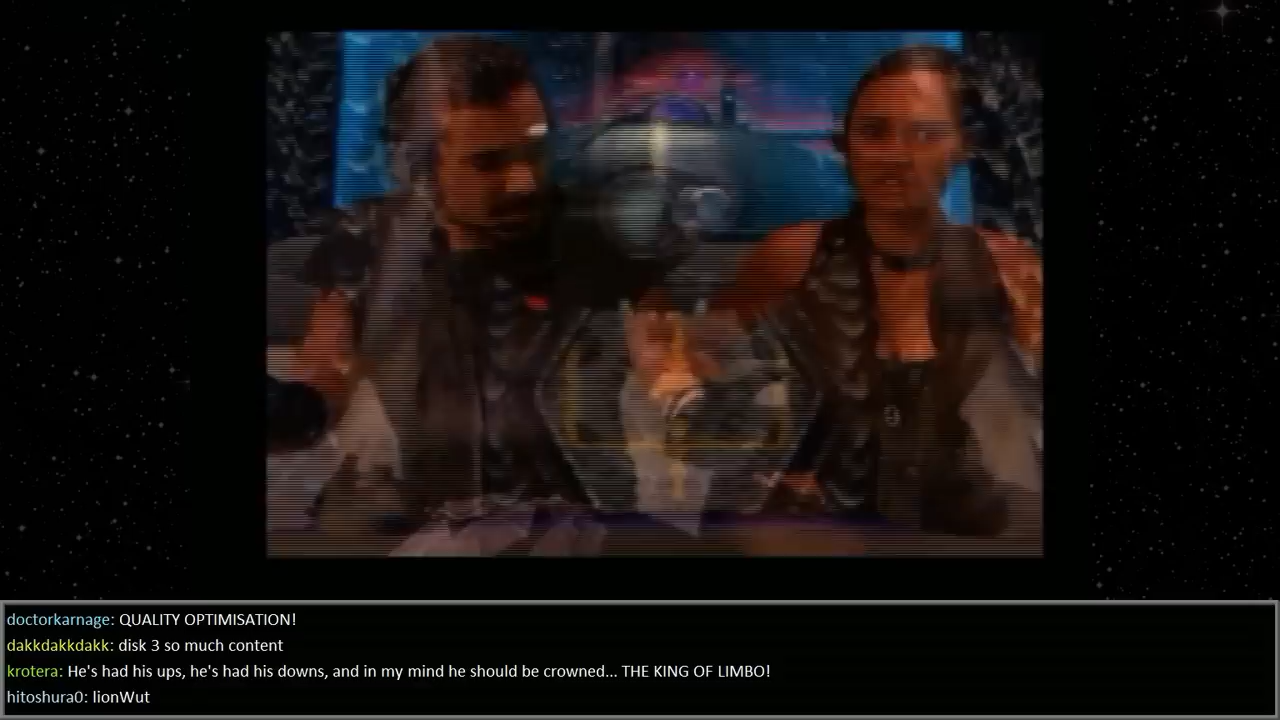 doctorkarnage: QUALITY OPTIMISATION!
dakkdakkdakk: disk 3 so much content
krotera: He's had his ups, he's had his downs, and in my mind he should be crowned... THE KING OF LIMBO!
hitoshura0: lionWut